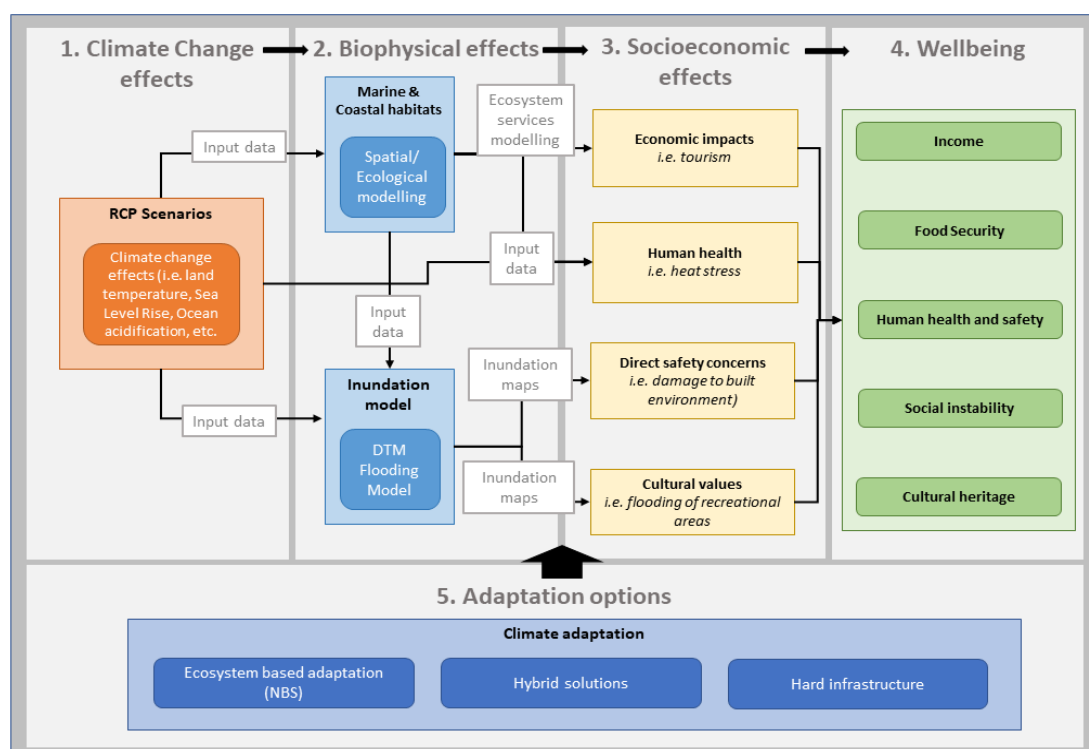 1. Climate Change
effects
2. Biophysical effects
3. Socioeconomic
effects
4. Wellbeing
Input data
RCP Scenarios
Climate change
effects (i.e. land
temperature, Sea
Level Rise, Ocean
acidification, etc.
Input data
Marine &
Coastal habitats
Spatial/
Ecological
modelling
Input
data
Inundation
model
DTM
Flooding
Model
Ecosystem
services
modelling
Input
data
Inundation
maps
Inundation
maps
Economic impacts
i.e. tourism
Human health
i.e. heat stress
Direct safety concerns
i.e. damage to built
environment)
Cultural values
i.e. flooding of recreational
areas
Income
Food Security
Human health and safety
Social instability
Cultural heritage
5. Adaptation options
Climate adaptation
Ecosystem based adaptation
(NBS)
Hybrid solutions
Hard infrastructure